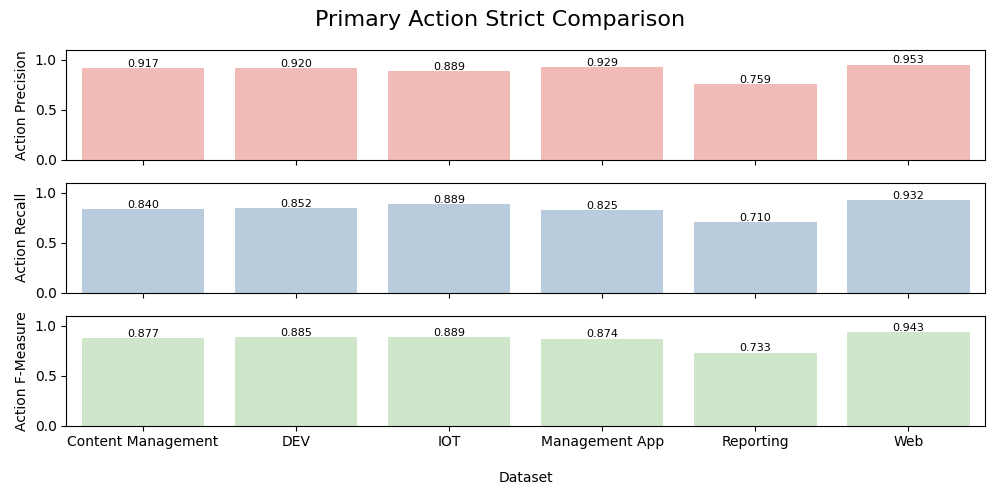 Primary Action Strict Comparison
Action Precision
1.0
0.5
0.0
0.917
0.920
0.889
0.929
0.759
0.953
Action Recall
1.0
0.5
0.0
0.840
0.852
0.889
0.825
0.710
0.932
Action F-Measure
1.0
0.5
0.0
0.877
0.885
0.889
0.874
0.733
0.943
Content Management
DEV
IOT
Management App
Reporting
Web
Dataset